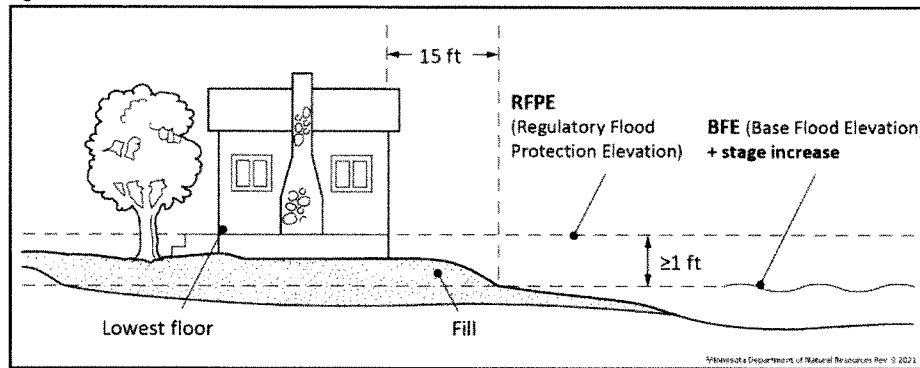 15 ft
RFPE
(Regulatory Flood
Protection Elevation)
BFE (Base Flood Elevation)
+ stage increase
≥1 ft
Lowest floor
Fill
Minnesota Department of Natural Resources Rev © 2021